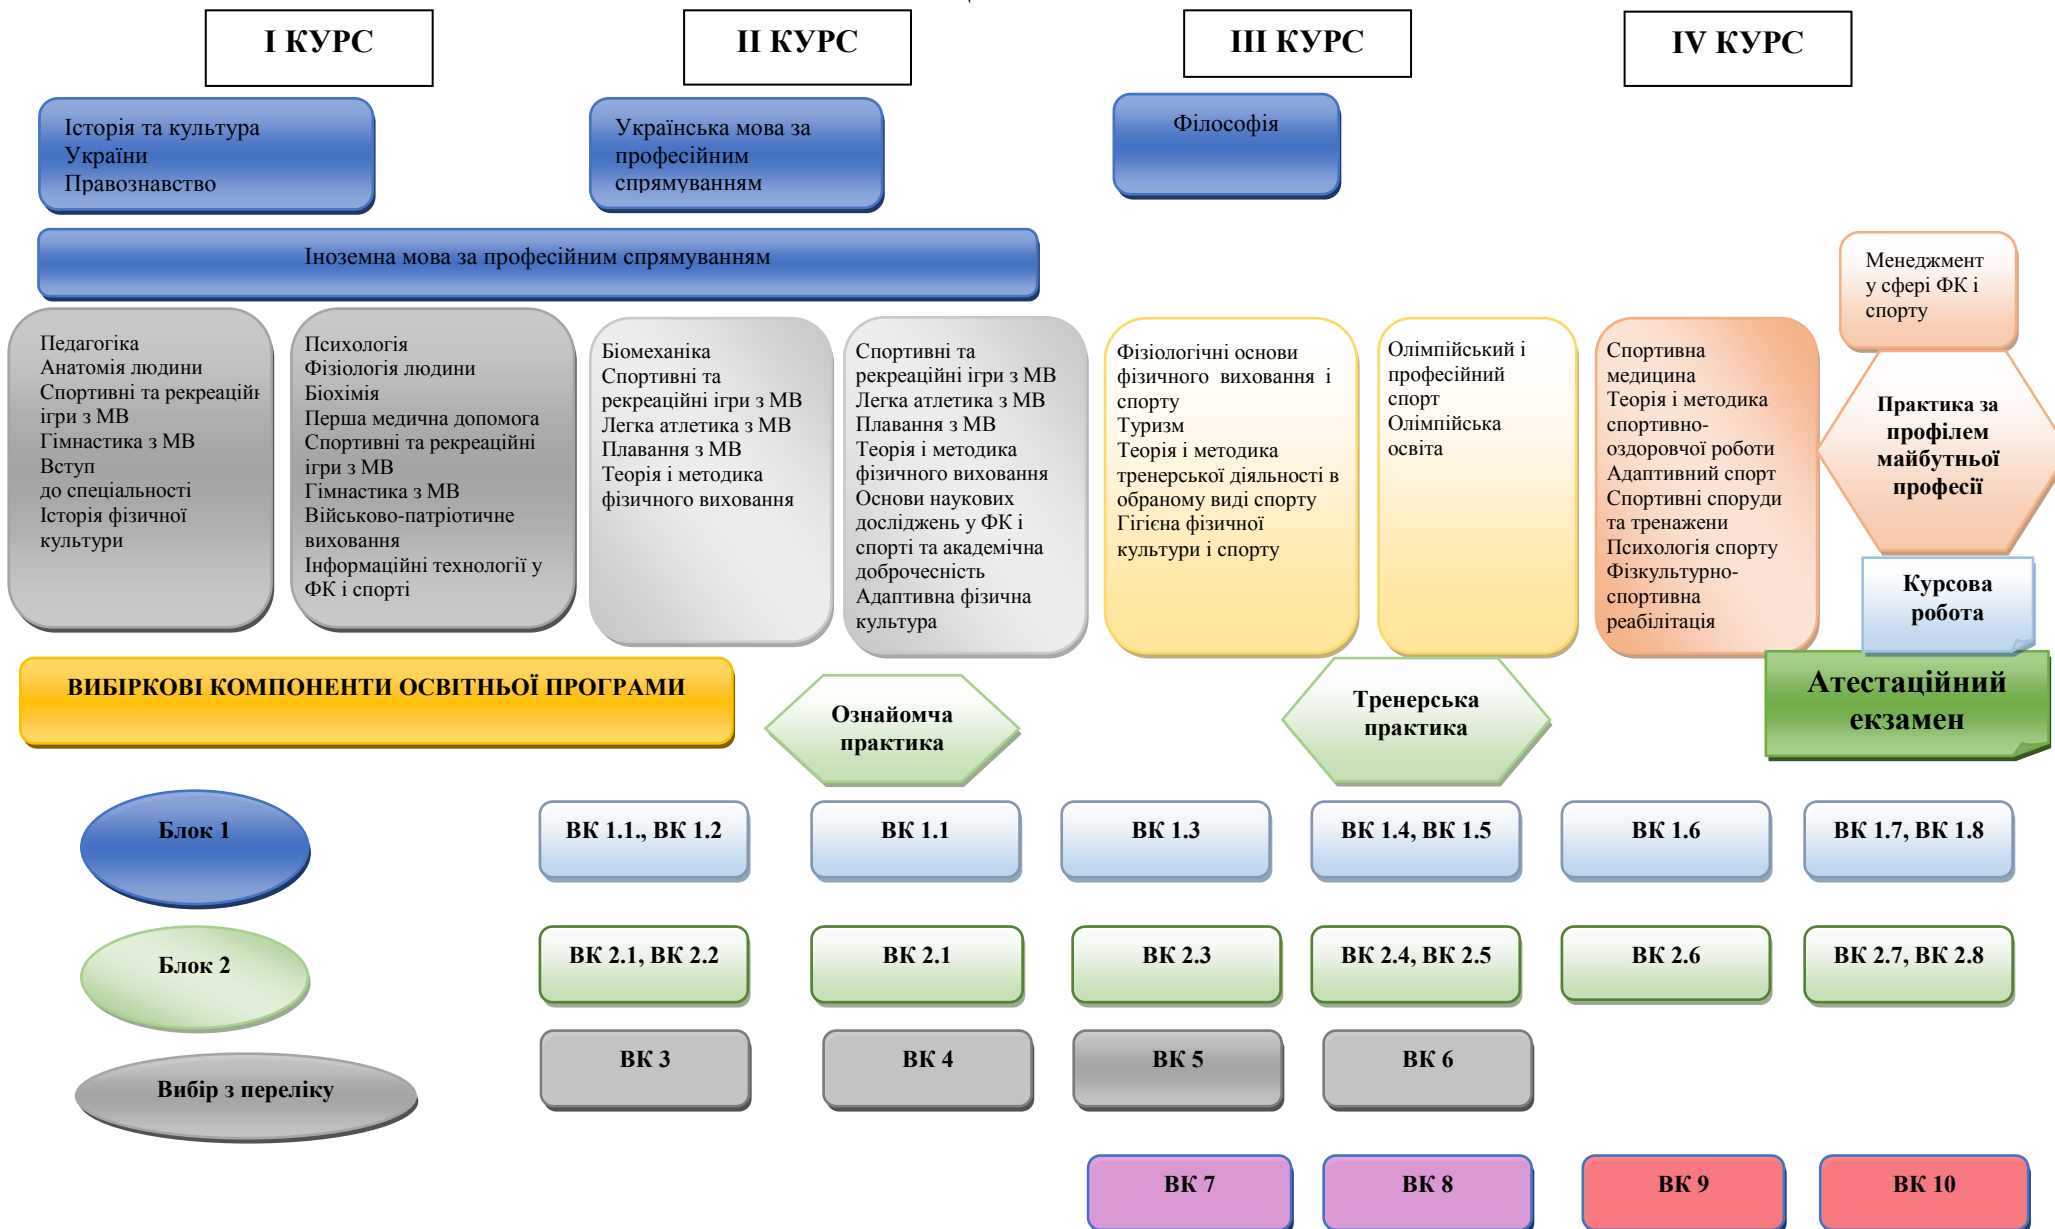 І КУРС
ІІ КУРС
ІІІ КУРС
IV КУРС
Історія та культура
України
Правознавство
Українська мова за
професійним
спрямуванням
Філософія
Іноземна мова за професійним спрямуванням
Менеджмент
у сфері ФК і
спорту
Педагогіка
Анатомія людини
Спортивні та рекреаційн
ігри з МВ
Гімнастика з МВ
Вступ
до спеціальності
Історія фізичної
культури
Психологія
Фізіологія людини
Біохімія
Перша медична допомога
Спортивні та рекреаційні
ігри з МВ
Гімнастика з МВ
Військово-патріотичне
виховання
Інформаційні технології у
ФК і спорті
Біомеханіка
Спортивні та
рекреаційні ігри з МВ
Легка атлетика з МВ
Плавання з МВ
Теорія і методика
фізичного виховання
Спортивні та
рекреаційні ігри з МВ
Легка атлетика з МВ
Плавання з МВ
Теорія і методика
фізичного виховання
Основи наукових
досліджень у ФК і
спорті та академічна
доброчесність
Адаптивна фізична
культура
Фізіологічні основи
фізичного виховання і
спорту
Туризм
Теорія і методика
тренерської діяльності в
обраному виді спорту
Гігієна фізичної
культури і спорту
Олімпійський і
професійний
спорт
Олімпійська
освіта
Спортивна
медицина
Теорія і методика
спортивно-
оздоровчої роботи
Адаптивний спорт
Спортивні споруди
та тренажени
Психологія спорту
Фізкультурно-
спортивна
реабілітація
Практика за
профілем
майбутньої
професії
Курсова
робота
ВИБІРКОВІ КОМПОНЕНТИ ОСВІТНЬОЇ ПРОГРАМИ
Ознайомча
практика
Тренерська
практика
Атестаційний
екзамен
Блок 1
ВК 1.1., ВК 1.2
ВК 1.1
ВК 1.3
ВК 1.4, ВК 1.5
ВК 1.6
ВК 1.7, ВК 1.8
Блок 2
ВК 2.1, ВК 2.2
ВК 2.1
ВК 2.3
ВК 2.4, ВК 2.5
ВК 2.6
ВК 2.7, ВК 2.8
Вибір з переліку
ВК 3
ВК 4
ВК 5
ВК 6
ВК 7
ВК 8
ВК 9
ВК 10